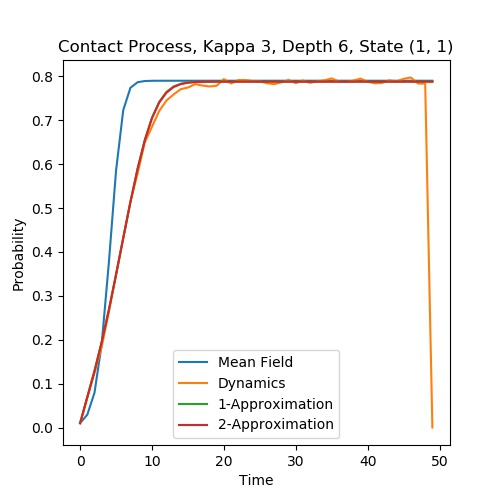 Contact Process, Kappa 3, Depth 6, State (1, 1)
0.8
0.7
0.6
0.5
0.4
0.3
0.2
0.1
0.0
Probability
Mean Field
Dynamics
1-Approximation
2-Approximation
0 10 20 30 40 50
Time